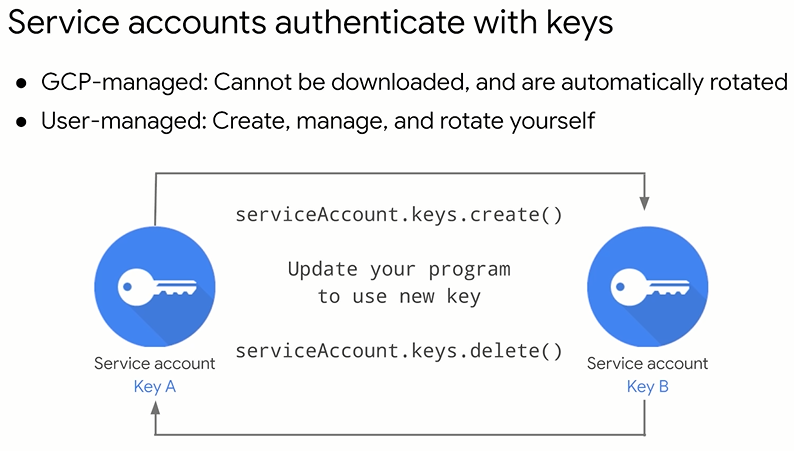 Service accounts authenticate with keys
● GCP-managed: Cannot be downloaded, and are automatically rotated
● User-managed: Create, manage, and rotate yourself
serviceAccount.keys.create()
Update your program
to use new key
serviceAccount.keys.delete()
Service account
Key A
Service account
Key B